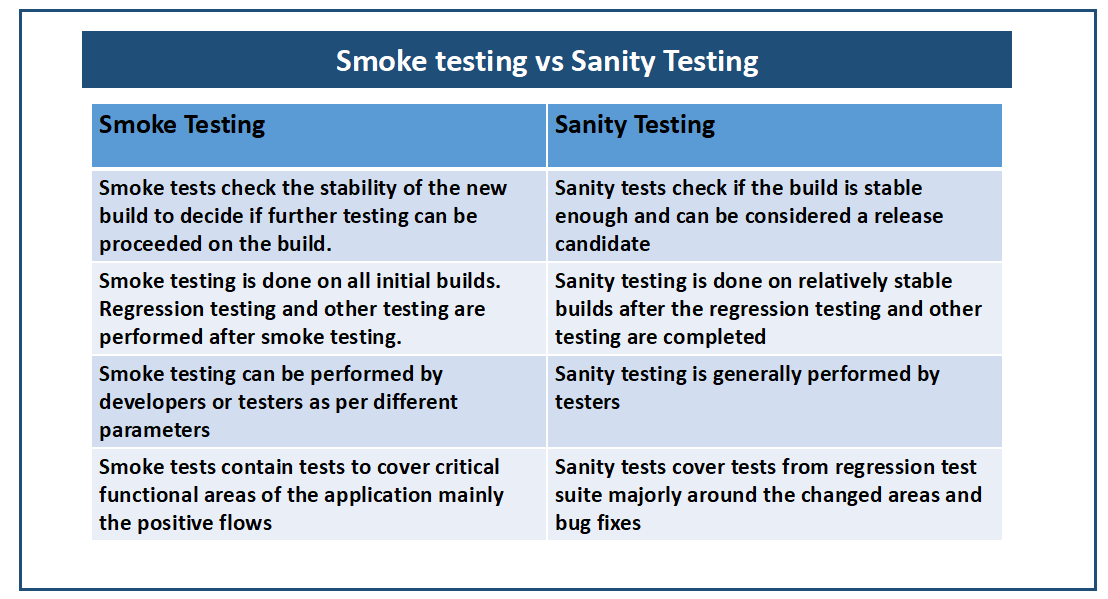 Smoke testing vs Sanity Testing
Smoke Testing
Sanity Testing
Smoke tests check the stability of the new
build to decide if further testing can be
proceeded on the build.
Sanity tests check if the build is stable
enough and can be considered a release
candidate
Smoke testing is done on all initial builds.
Regression testing and other testing are
performed after smoke testing.
Sanity testing is done on relatively stable
builds after the regression testing and other
testing are completed
Smoke testing can be performed by
developers or testers as per different
parameters
Sanity testing is generally performed by
testers
Smoke tests contain tests to cover critical
functional areas of the application mainly
the positive flows
Sanity tests cover tests from regression test
suite majorly around the changed areas and
bug fixes